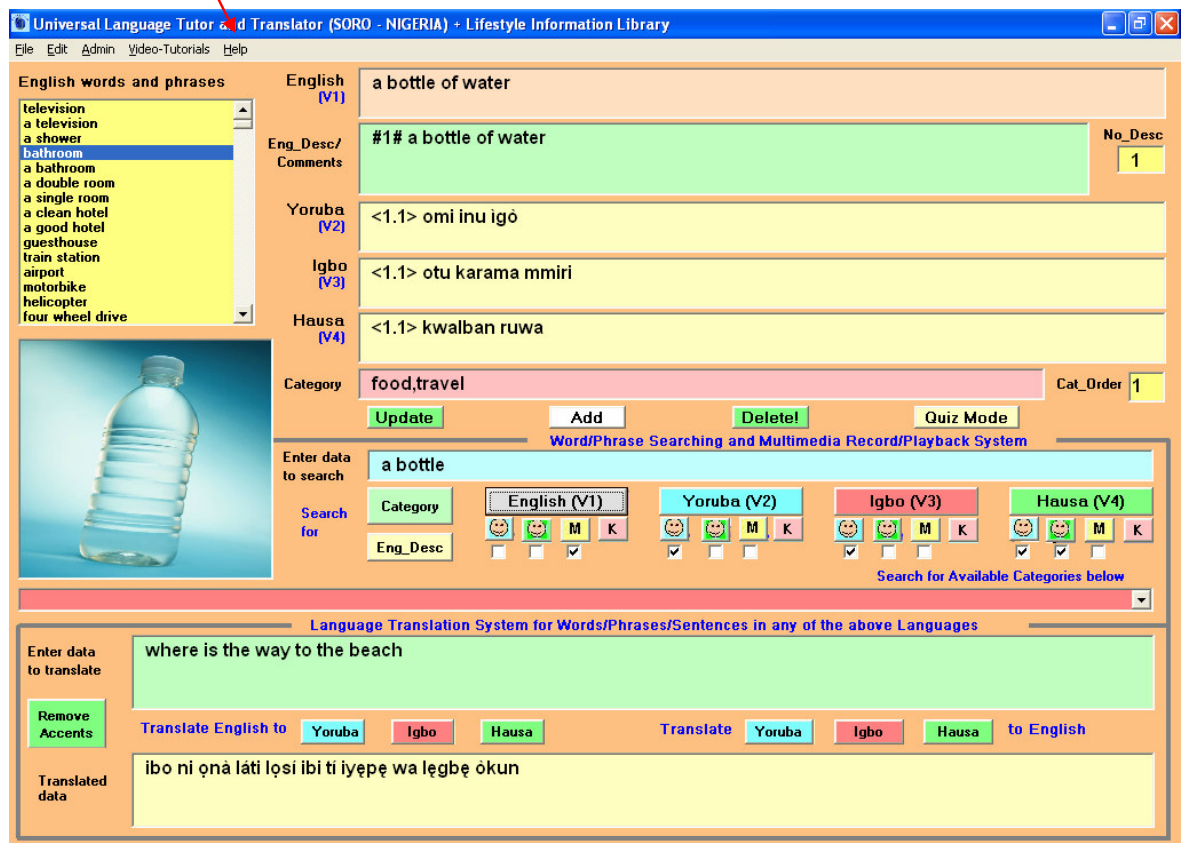 Universal Language Tutor and Translator (SORO - NIGERIA) + Lifestyle Information Library
File Edit Admin Video-Tutorials Help
English words and phrases
television
a television
a shower
bathroom
a bathroom
a double room
a single room
a clean hotel
a good hotel
guesthouse
train station
airport
motorbike
helicopter
four wheel drive
English
(V1)
a bottle of water
Eng_Desc/
Comments
#1# a bottle of water
No_Desc
1
Yoruba
(V2)
<1.1> omi inu ìgò
Igbo
(V3)
<1.1> otu karama mmiri
Hausa
(V4)
<1.1> kwalban ruwa
Category
food,travel
Cat_Order 1
Update Add Delete! Quiz Mode
Word/Phrase Searching and Multimedia Record/Playback System
Enter data
to search
a bottle
Search
for
Category English (V1) Yoruba (V2) Igbo (V3) Hausa (V4)
M K M K M K M K
Eng_Desc
Search for Available Categories below
Language Translation System for Words/Phrases/Sentences in any of the above Languages
Enter data
to translate
where is the way to the beach
Remove
Accents
Translate English to Yoruba Igbo Hausa Translate Yoruba Igbo Hausa to English
Translated
data
ibo ni ọnà láti lọsí ibi tí iyẹpẹ wa lẹgbẹ òkun